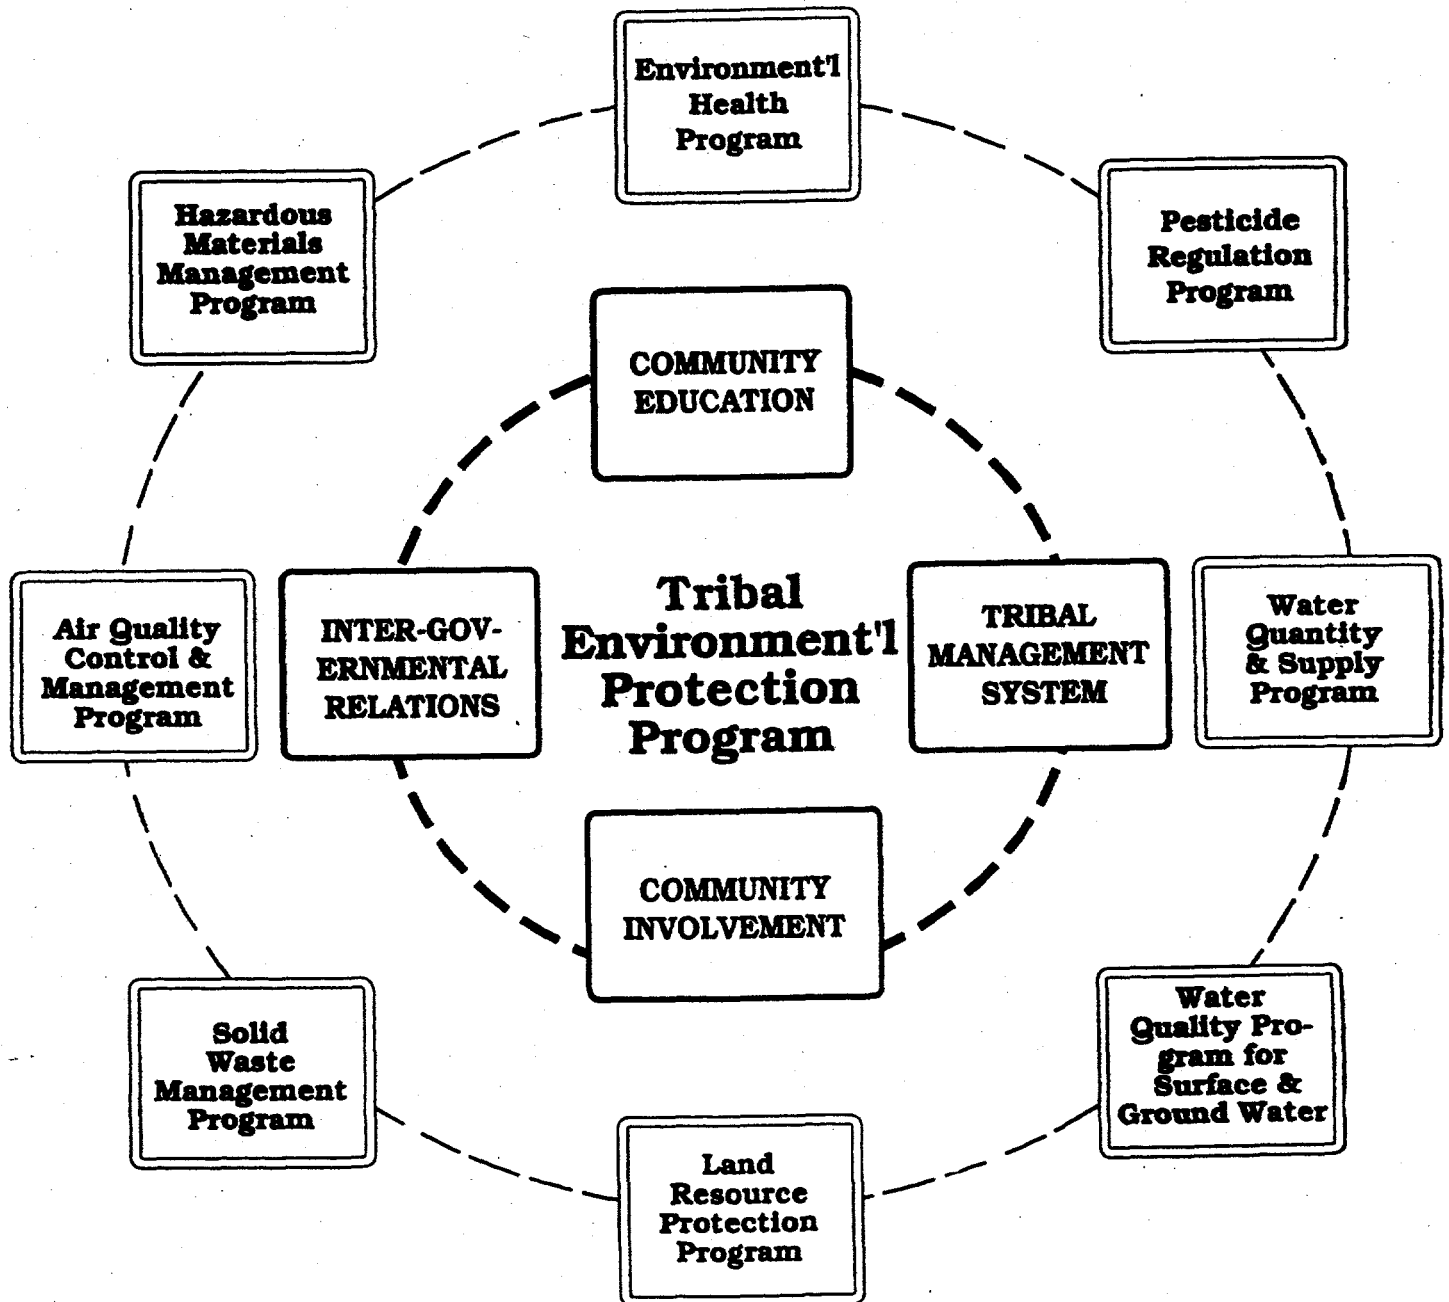 Environment'l
Health
Program
Hazardous
Materials
Management
Program
Pesticide
Regulation
Program
COMMUNITY
EDUCATION
Air Quality
Control &
Management
Program
INTER-GOV-
ERNMENTAL
RELATIONS
Tribal
Environment'l
Protection
Program
TRIBAL
MANAGEMENT
SYSTEM
Water
Quantity
& Supply
Program
COMMUNITY
INVOLVEMENT
Solid
Waste
Management
Program
Water
Quality Pro-
gram for
Surface &
Ground Water
Land
Resource
Protection
Program